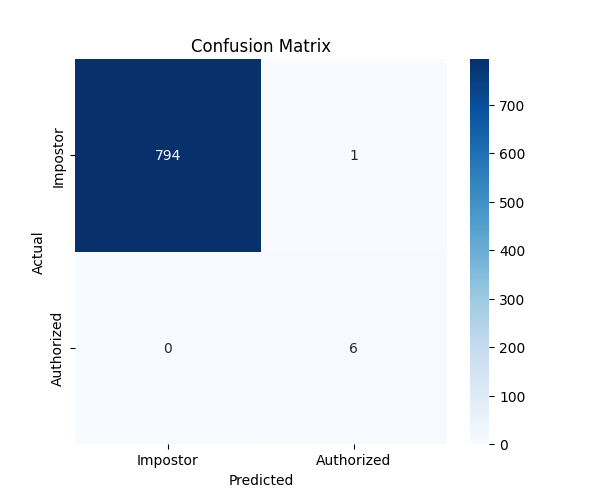 Confusion Matrix
Actual
Impostor
Authorized
794
1
0
6
Impostor
Authorized
Predicted
700
600
500
400
300
200
100
0